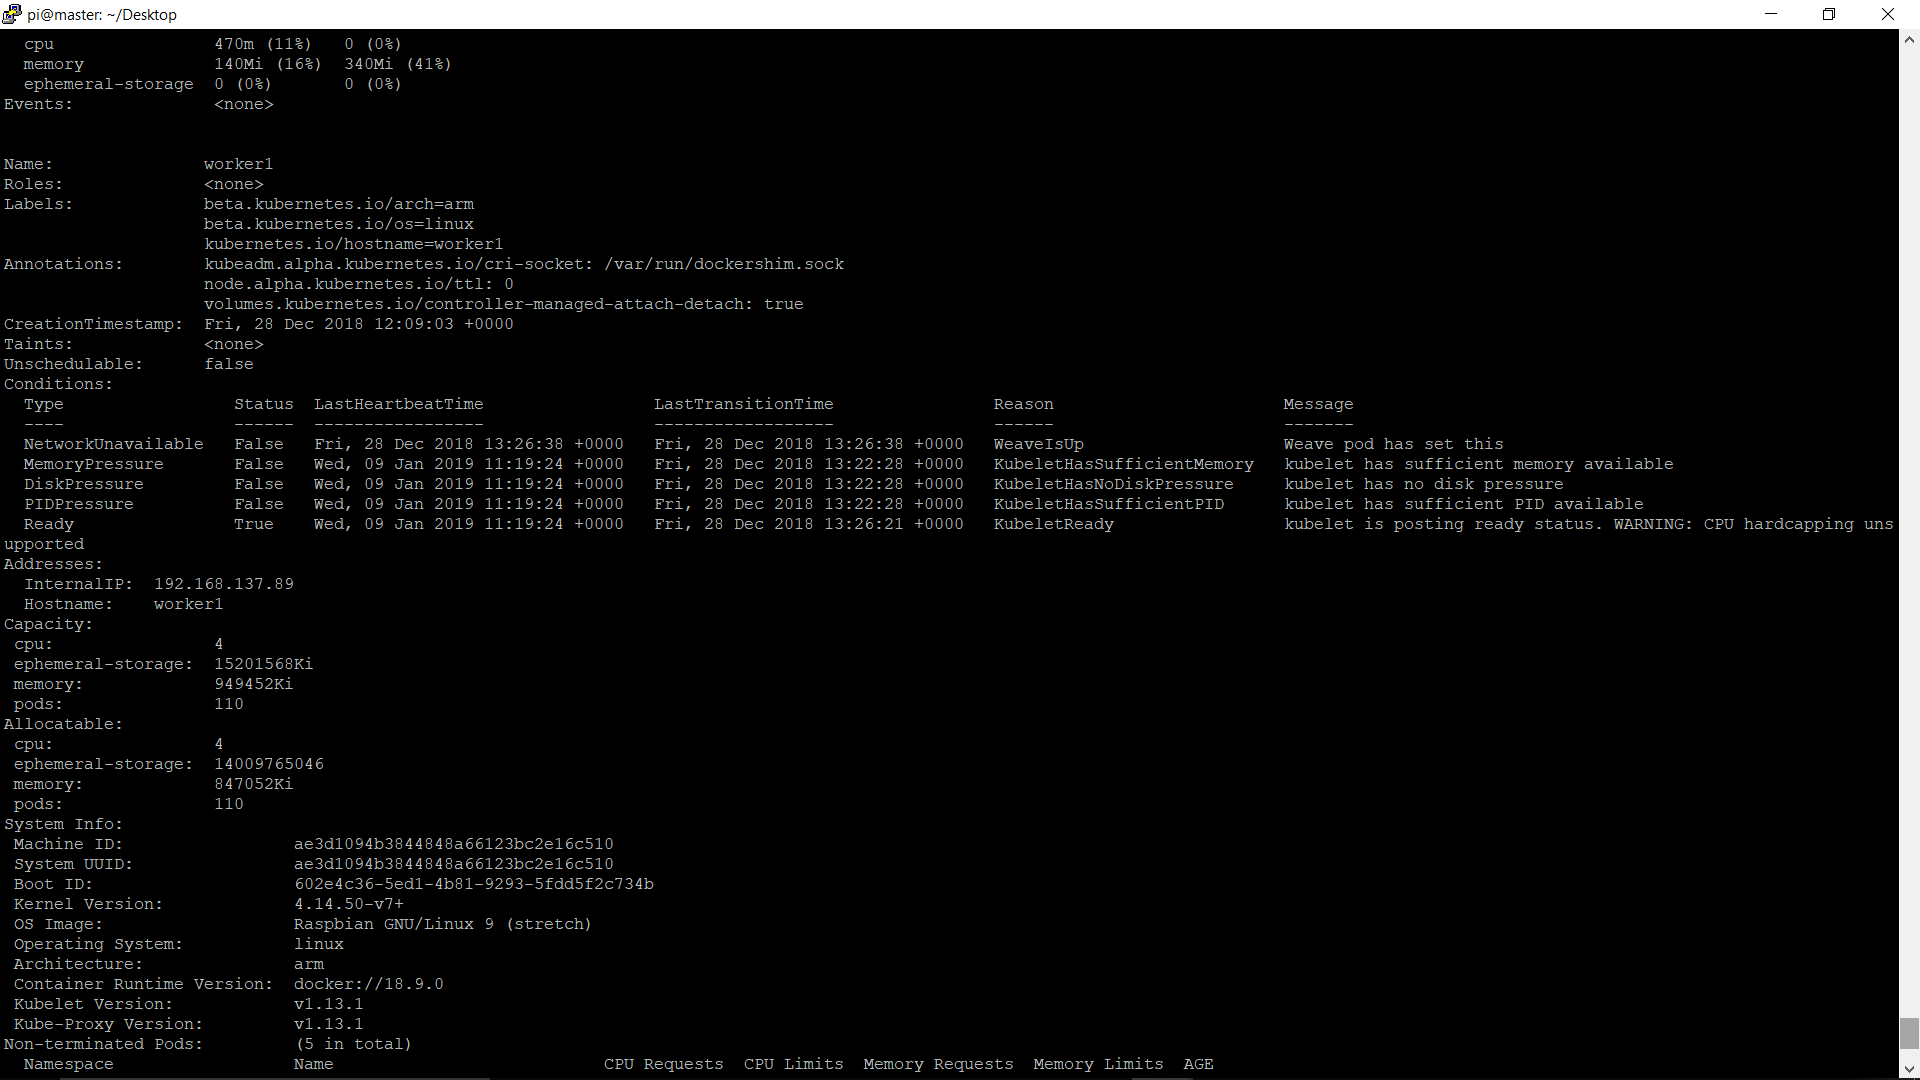 pi@master: ~/Desktop
cpu 470m (11%) 0 (0%)
memory 140Mi (16%) 340Mi (41%)
ephemeral-storage 0 (0%) 0 (0%)
Events: <none>
Name: worker1
Roles: <none>
Labels: beta.kubernetes.io/arch=arm
beta.kubernetes.io/os=linux
kubernetes.io/hostname=worker1
Annotations: kubeadm.alpha.kubernetes.io/cri-socket: /var/run/dockershim.sock
node.alpha.kubernetes.io/ttl: 0
volumes.kubernetes.io/controller-managed-attach-detach: true
CreationTimestamp: Fri, 28 Dec 2018 12:09:03 +0000
Taints: <none>
Unschedulable: false
Conditions:
Type Status LastHeartbeatTime LastTransitionTime Reason Message
---- ------ ----------------- ------------------ ------ -------
NetworkUnavailable False Fri, 28 Dec 2018 13:26:38 +0000 Fri, 28 Dec 2018 13:26:38 +0000 WeaveIsUp Weave pod has set this
MemoryPressure False Wed, 09 Jan 2019 11:19:24 +0000 Fri, 28 Dec 2018 13:22:28 +0000 KubeletHasSufficientMemory kubelet has sufficient memory available
DiskPressure False Wed, 09 Jan 2019 11:19:24 +0000 Fri, 28 Dec 2018 13:22:28 +0000 KubeletHasNoDiskPressure kubelet has no disk pressure
PIDPressure False Wed, 09 Jan 2019 11:19:24 +0000 Fri, 28 Dec 2018 13:22:28 +0000 KubeletHasSufficientPID kubelet has sufficient PID available
Ready True Wed, 09 Jan 2019 11:19:24 +0000 Fri, 28 Dec 2018 13:26:21 +0000 KubeletReady kubelet is posting ready status. WARNING: CPU hardcapping uns
upported
Addresses:
InternalIP: 192.168.137.89
Hostname: worker1
Capacity:
cpu: 4
ephemeral-storage: 15201568Ki
memory: 949452Ki
pods: 110
Allocatable:
cpu: 4
ephemeral-storage: 14009765046
memory: 847052Ki
pods: 110
System Info:
Machine ID: ae3d1094b3844848a66123bc2e16c510
System UUID: ae3d1094b3844848a66123bc2e16c510
Boot ID: 602e4c36-5ed1-4b81-9293-5fdd5f2c734b
Kernel Version: 4.14.50-v7+
OS Image: Raspbian GNU/Linux 9 (stretch)
Operating System: linux
Architecture: arm
Container Runtime Version: docker://18.9.0
Kubelet Version: v1.13.1
Kube-Proxy Version: v1.13.1
Non-terminated Pods: (5 in total)
Namespace Name CPU Requests CPU Limits Memory Requests Memory Limits AGE